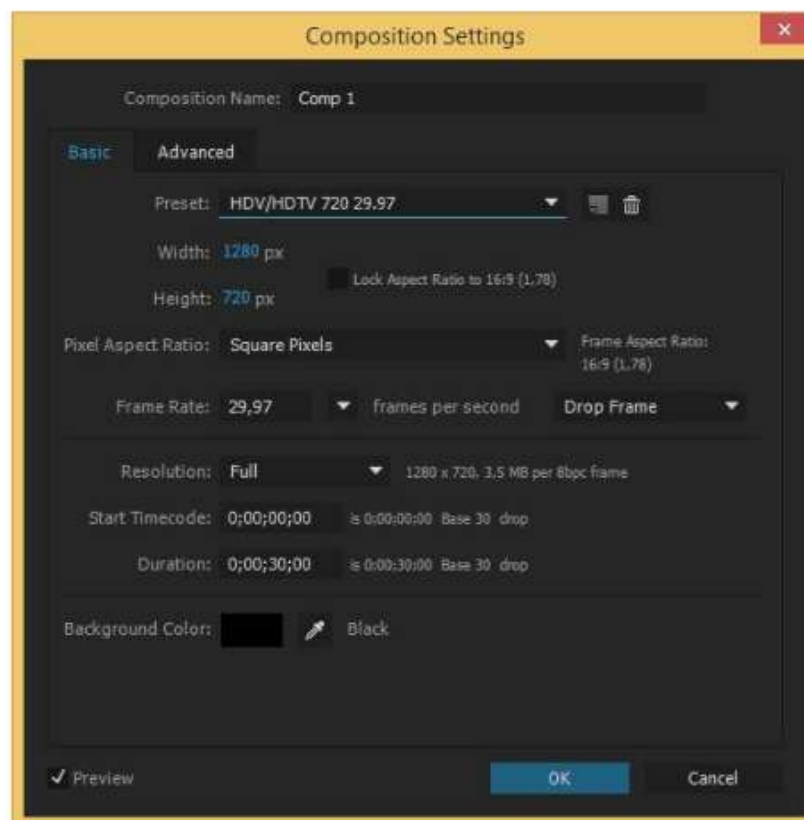 Composition Settings
Composition Name: Comp 1
Basic Advanced
Preset: HDV/HDTV 720 29.97
Width: 1280 px
Lock Aspect Ratio to 16:9 (1,78)
Height: 720 px
Pixel Aspect Ratio: Square Pixels
Frame Aspect Ratio:
16:9 (1,78)
Frame Rate: 29,97 frames per second Drop Frame
Resolution: Full 1280 x 720, 3,5 MB per 8bpc frame
Start Timecode: 0;00;00;00 is 0;00;00;00 Base 30 drop
Duration: 0;00;30;00 is 0;00;30;00 Base 30 drop
Background Color: Black
Preview OK Cancel